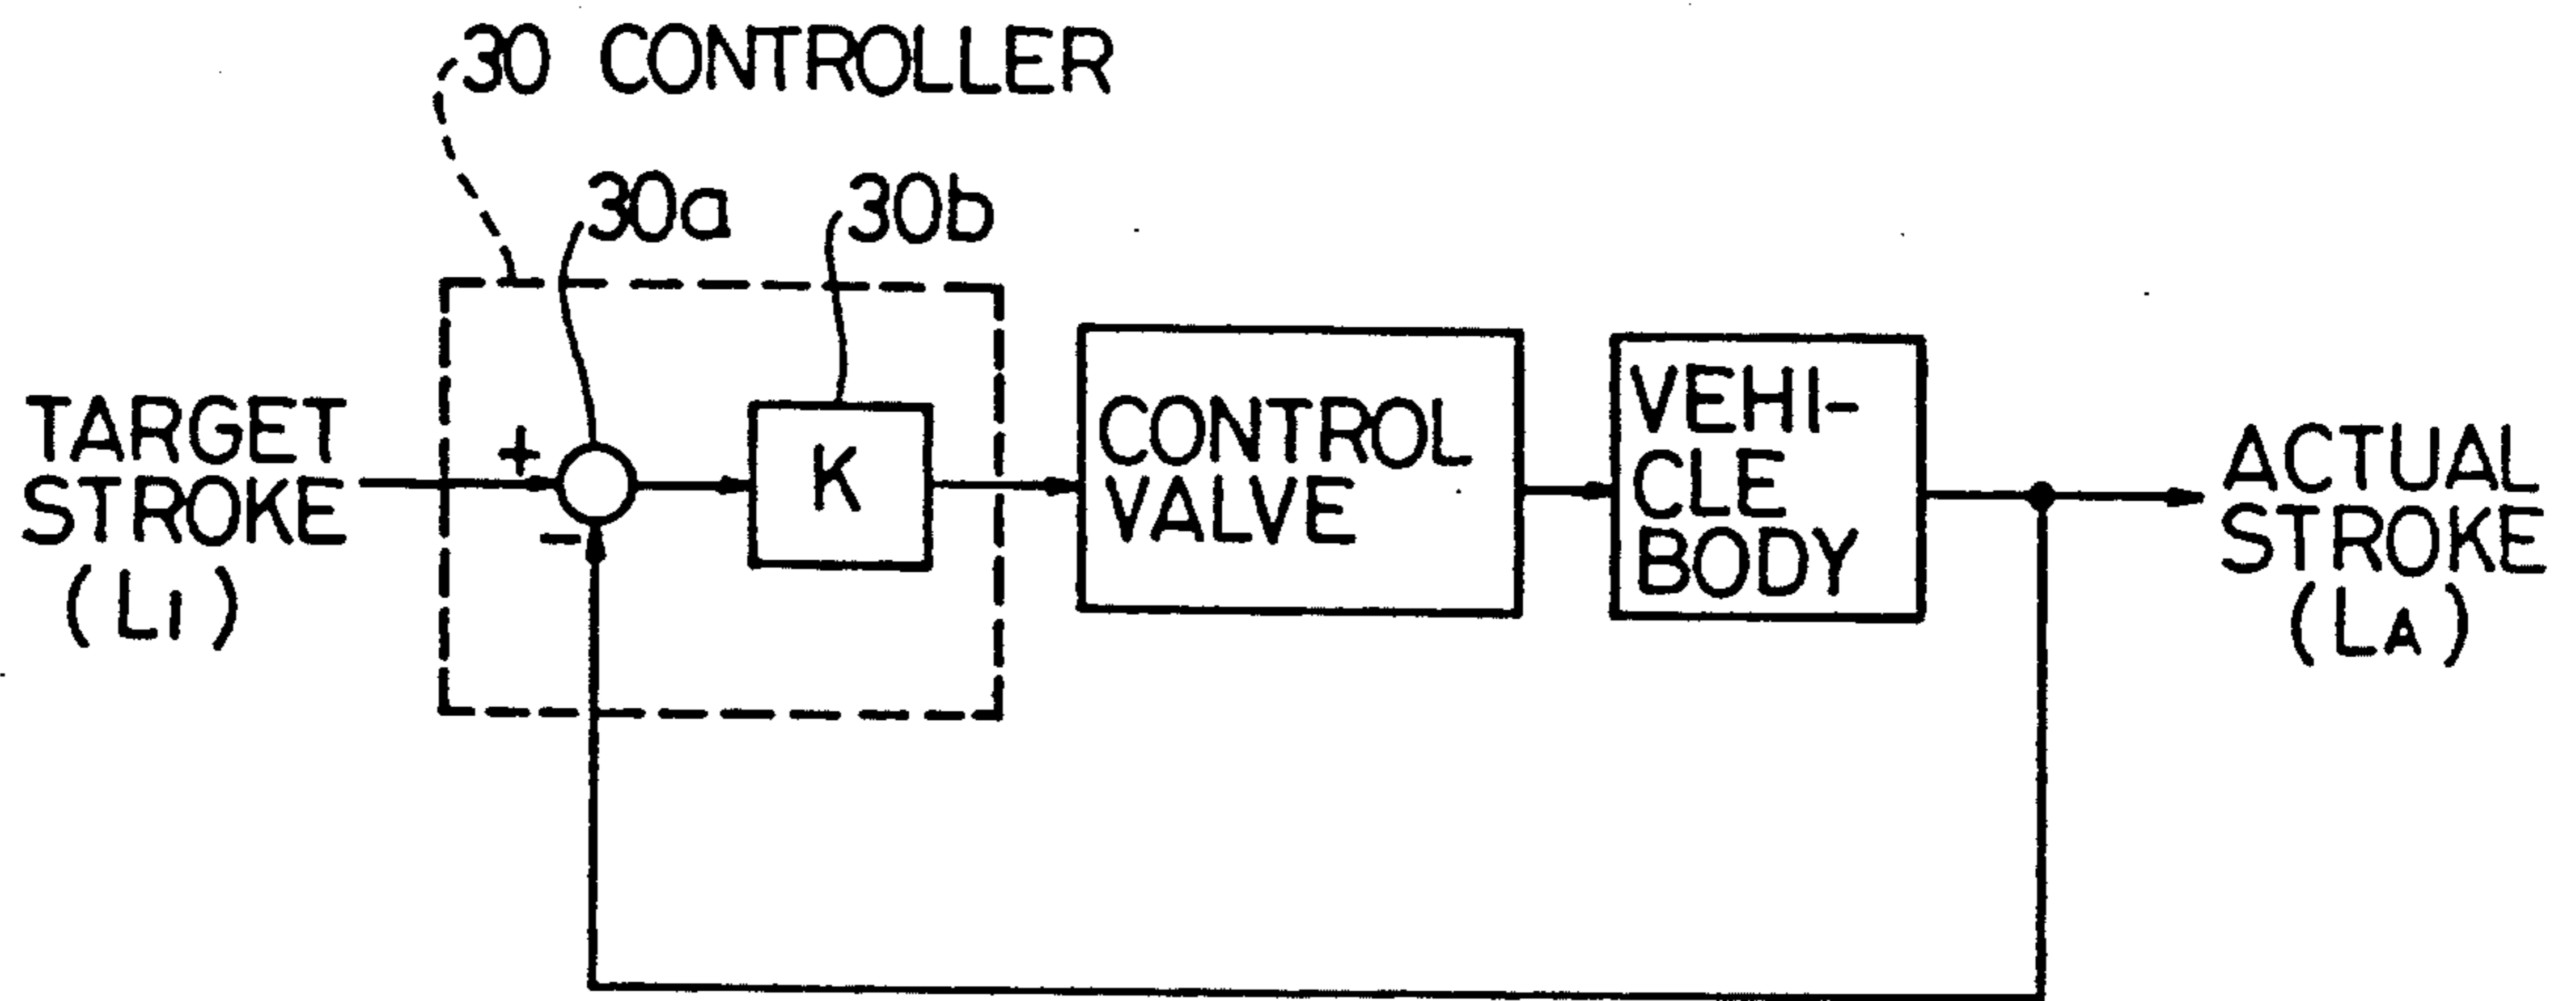 30 CONTROLLER
30a
30b
TARGET
STROKE
(LI)
+
-
K
CONTROL
VALVE
VEHI-
CLE
BODY
ACTUAL
STROKE
(LA)